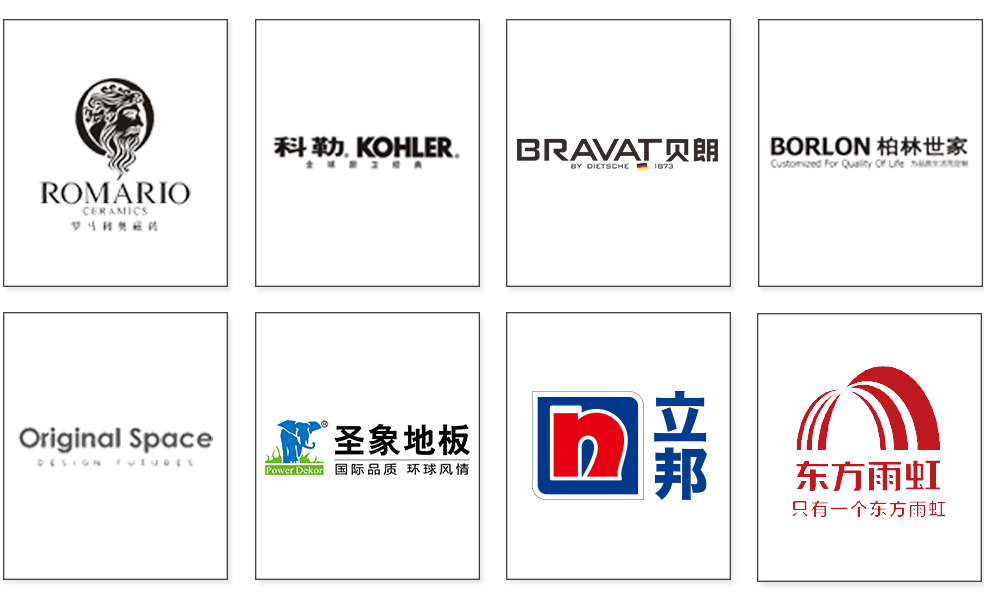 ROMARIO
CERAMICS
罗马利奥磁砖
科勒® KOHLER®
全球厨卫经典
BRAVAT 贝朗
BY DIETSCHE 1873
BORLON 柏林世家
Customized For Quality Of Life 为品质生活而定制
Original Space
DESIGN FUTURES
圣象地板®
Power Dekor
国际品质 环球风情
n 立邦
东方雨虹
只有一个东方雨虹